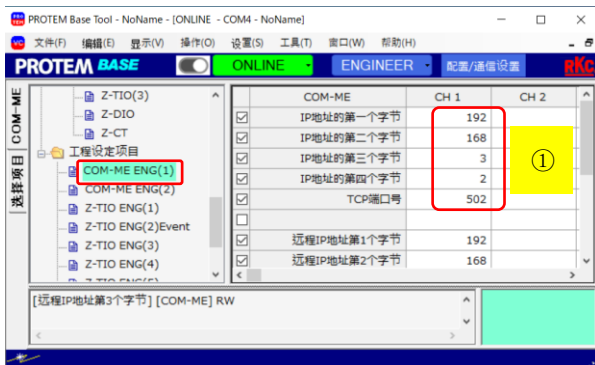 PROTEM Base Tool - NoName - [ONLINE - COM4 - NoName]
文件(F) 编辑(E) 显示(V) 操作(O) 设置(S) 工具(T) 窗口(W) 帮助(H)
PROTEM BASE ONLINE ENGINEER 配置/通信设置 RKC
COM-ME
选择项目
Z-TIO(3)
Z-DIO
Z-CT
工程设定项目
COM-ME ENG(1)
COM-ME ENG(2)
Z-TIO ENG(1)
Z-TIO ENG(2)Event
Z-TIO ENG(3)
Z-TIO ENG(4)
COM-ME CH 1 CH 2
IP地址的第一个字节 192
IP地址的第二个字节 168
IP地址的第三个字节 3
IP地址的第四个字节 2
TCP端口号 502
远程IP地址第1个字节 192
远程IP地址第2个字节 168
①
[远程IP地址第3个字节] [COM-ME] RW